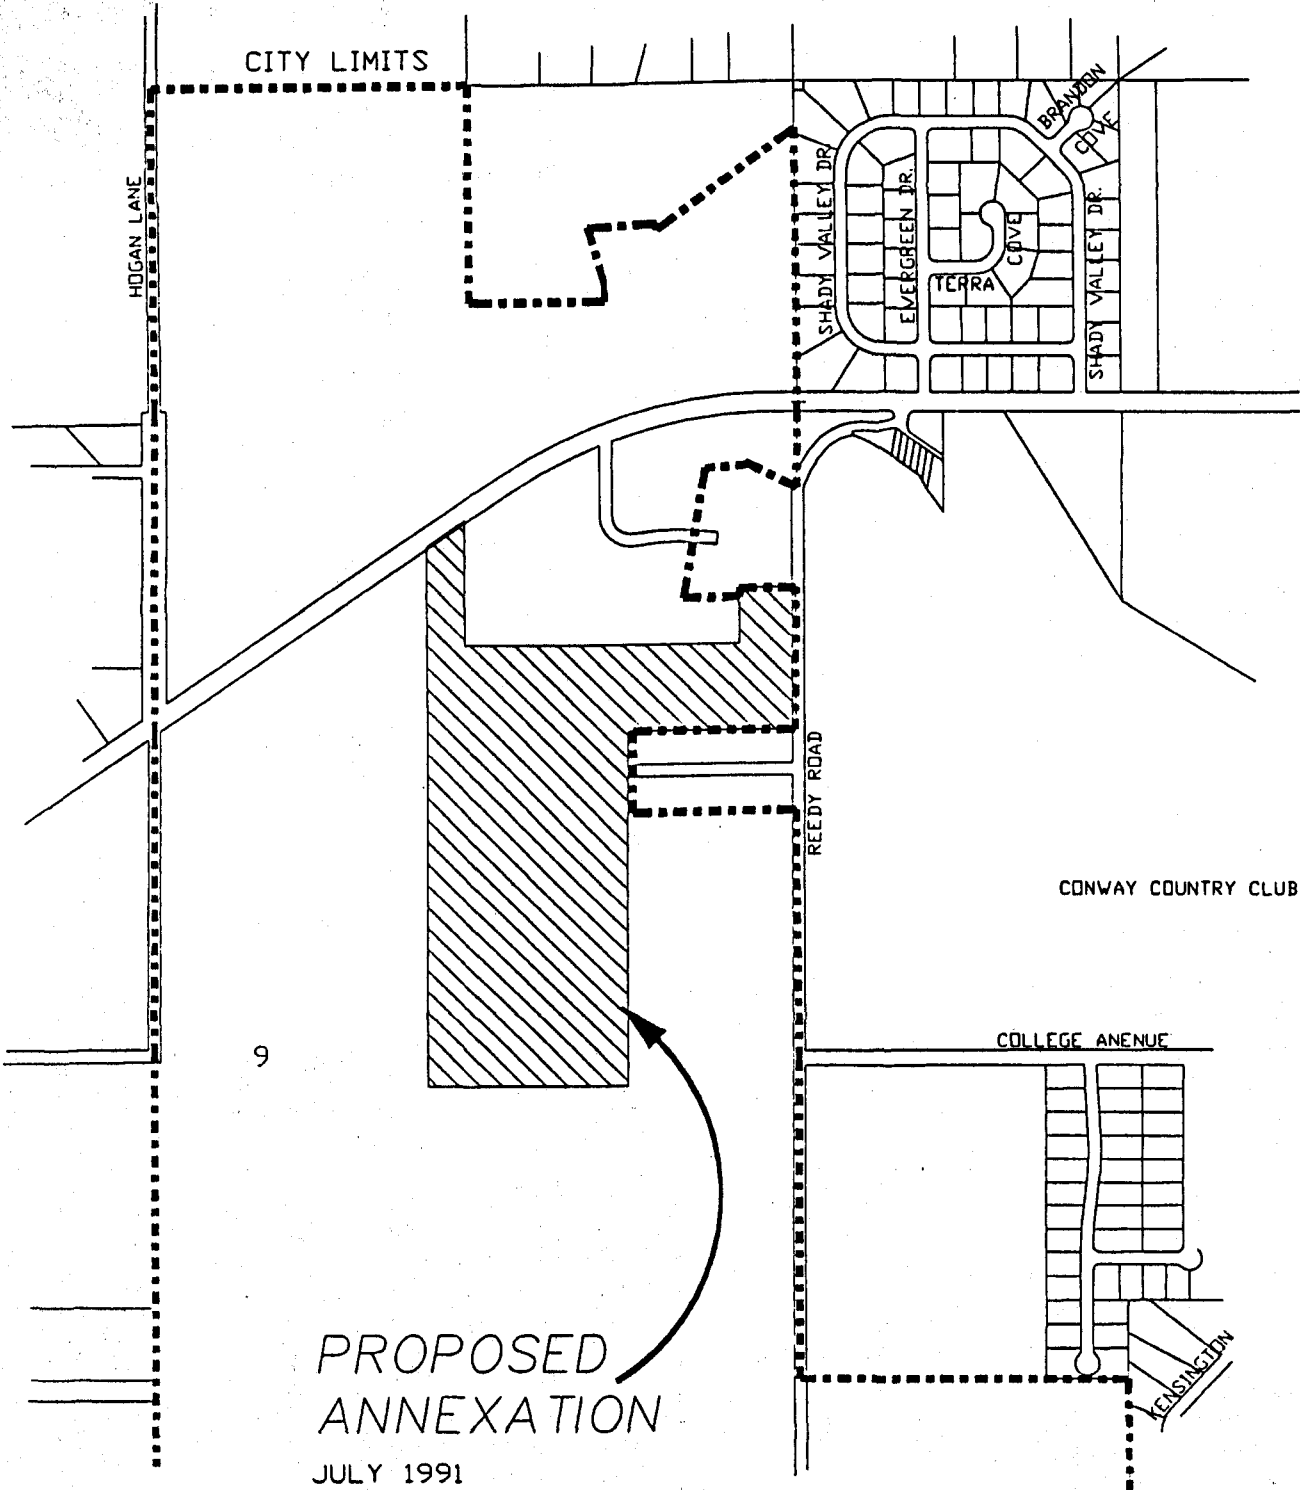 CITY LIMITS
BRANDON
COVE
HOGAN LANE
SHADY VALLEY DR.
EVERGREEN DR.
COVE
TERRA
SHADY VALLEY DR.
REEDY ROAD
CONWAY COUNTRY CLUB
COLLEGE ANENUE
9
KENSINGTON
PROPOSED
ANNEXATION
JULY 1991